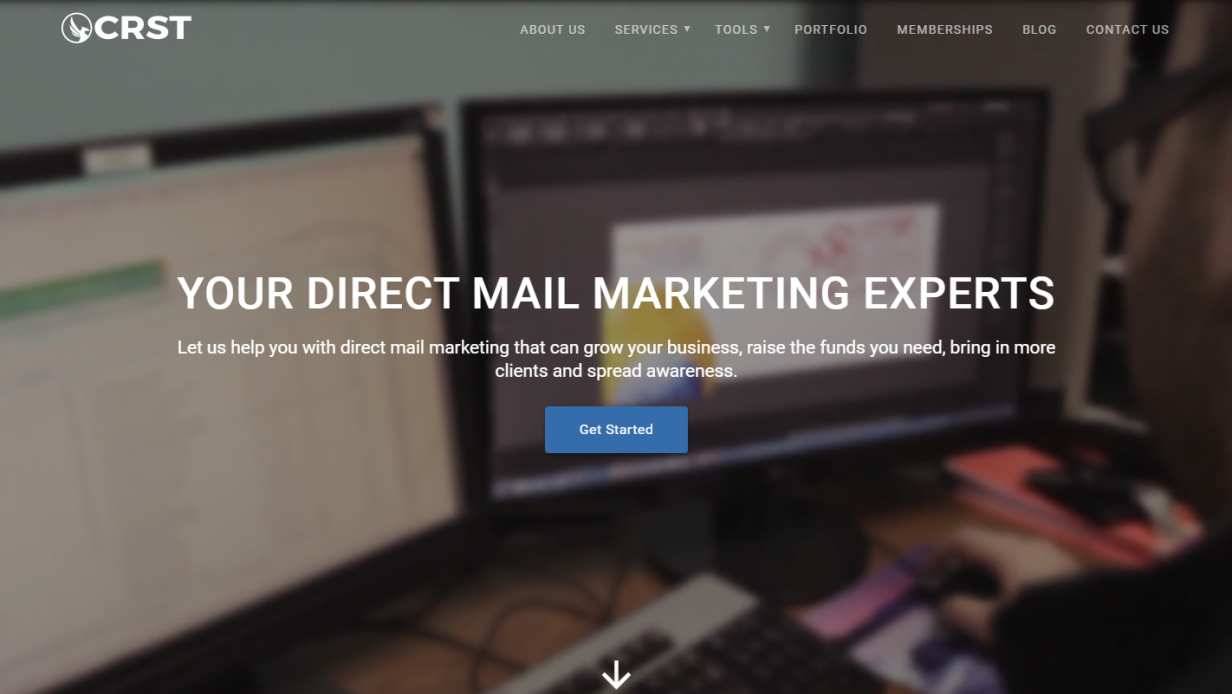 CRST
ABOUT US
SERVICES ▼
TOOLS ▼
PORTFOLIO
MEMBERSHIPS
BLOG
CONTACT US
YOUR DIRECT MAIL MARKETING EXPERTS
Let us help you with direct mail marketing that can grow your business, raise the funds you need, bring in more
clients and spread awareness.
Get Started